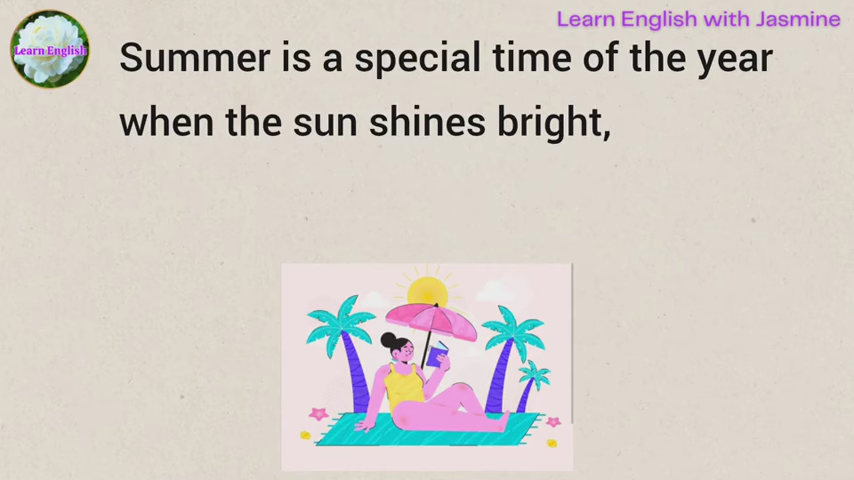 Learn English with Jasmine
Learn English
Summer is a special time of the year
when the sun shines bright,